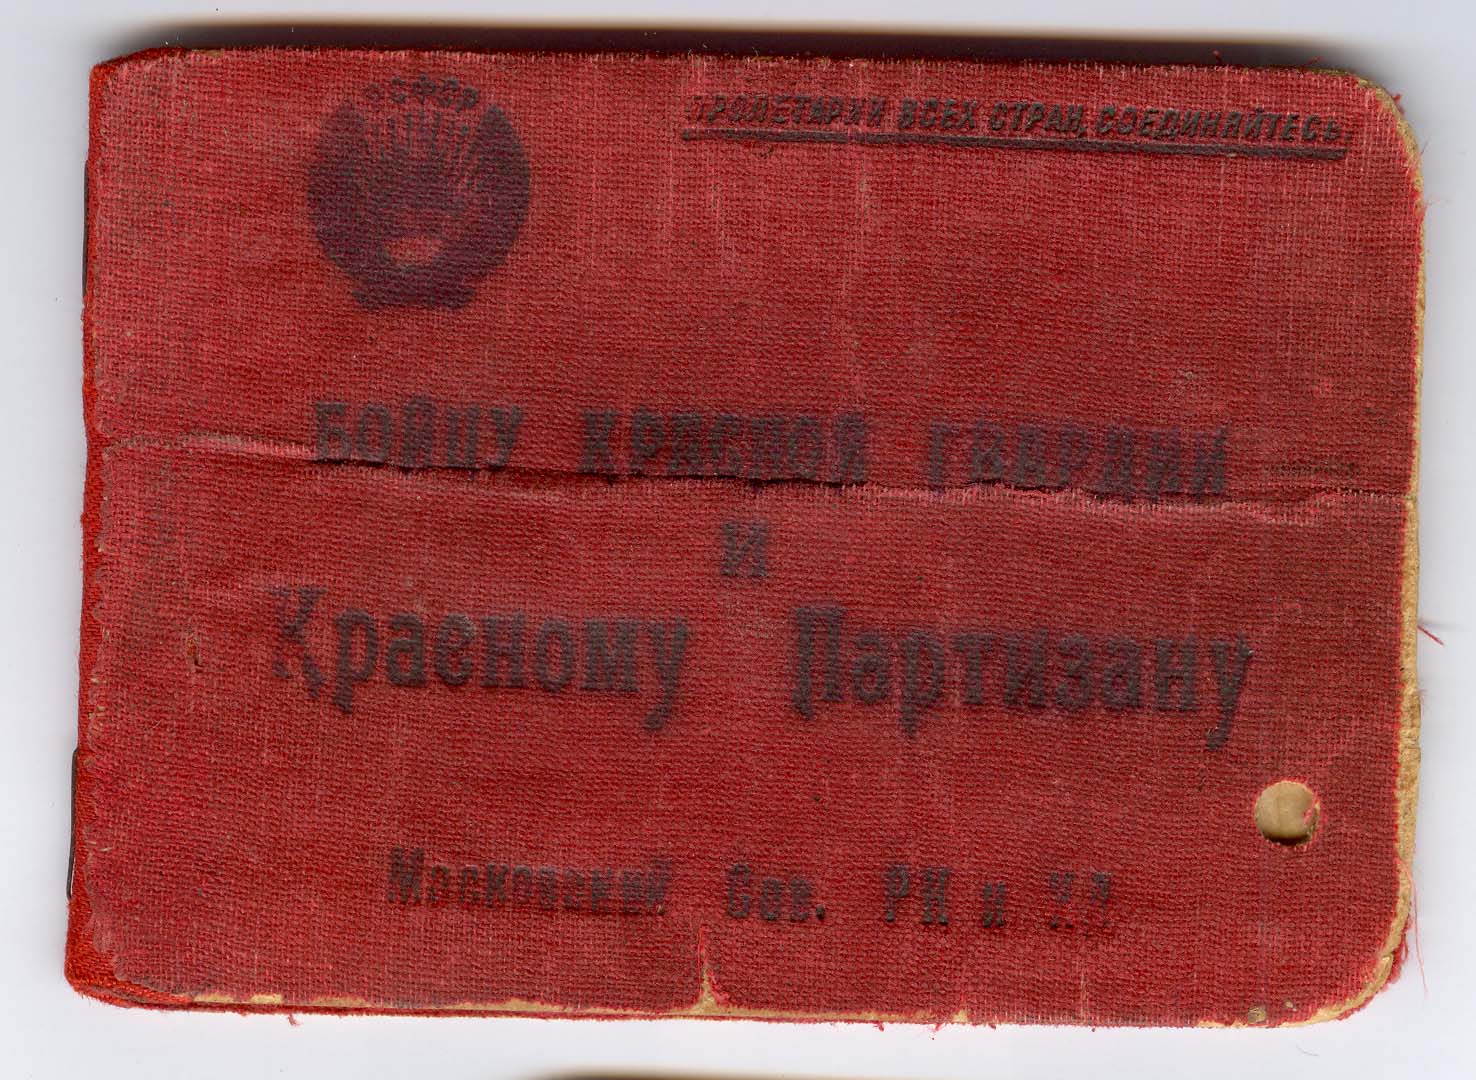 РСФСР
ПРОЛЕТАРИИ ВСЕХ СТРАН, СОЕДИНЯЙТЕСЬ.
БОЙЦУ КРАСНОЙ ГВАРДИИ
И
Красному Партизану
Московский Сов. РК и КД